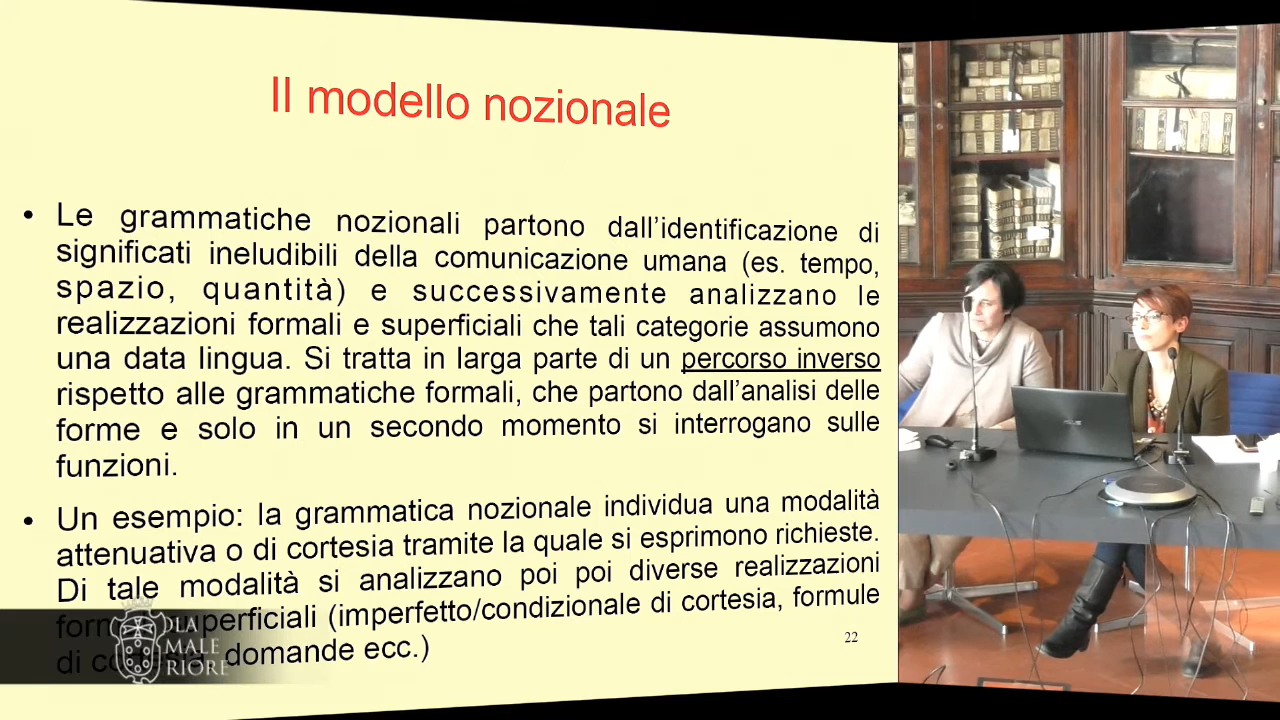 Il modello nozionale
• Le grammatiche nozionali partono dall'identificazione di
significati ineludibili della comunicazione umana (es. tempo,
spazio, quantità) e successivamente analizzano le
realizzazioni formali e superficiali che tali categorie assumono
una data lingua. Si tratta in larga parte di un percorso inverso
rispetto alle grammatiche formali, che partono dall'analisi delle
forme e solo in un secondo momento si interrogano sulle
funzioni.
• Un esempio: la grammatica nozionale individua una modalità
attenuativa o di cortesia tramite la quale si esprimono richieste.
Di tale modalità si analizzano poi poi diverse realizzazioni
superficiali (imperfetto/condizionale di cortesia, formule
di domande ecc.)
22
MALE
RIORE
ASUS